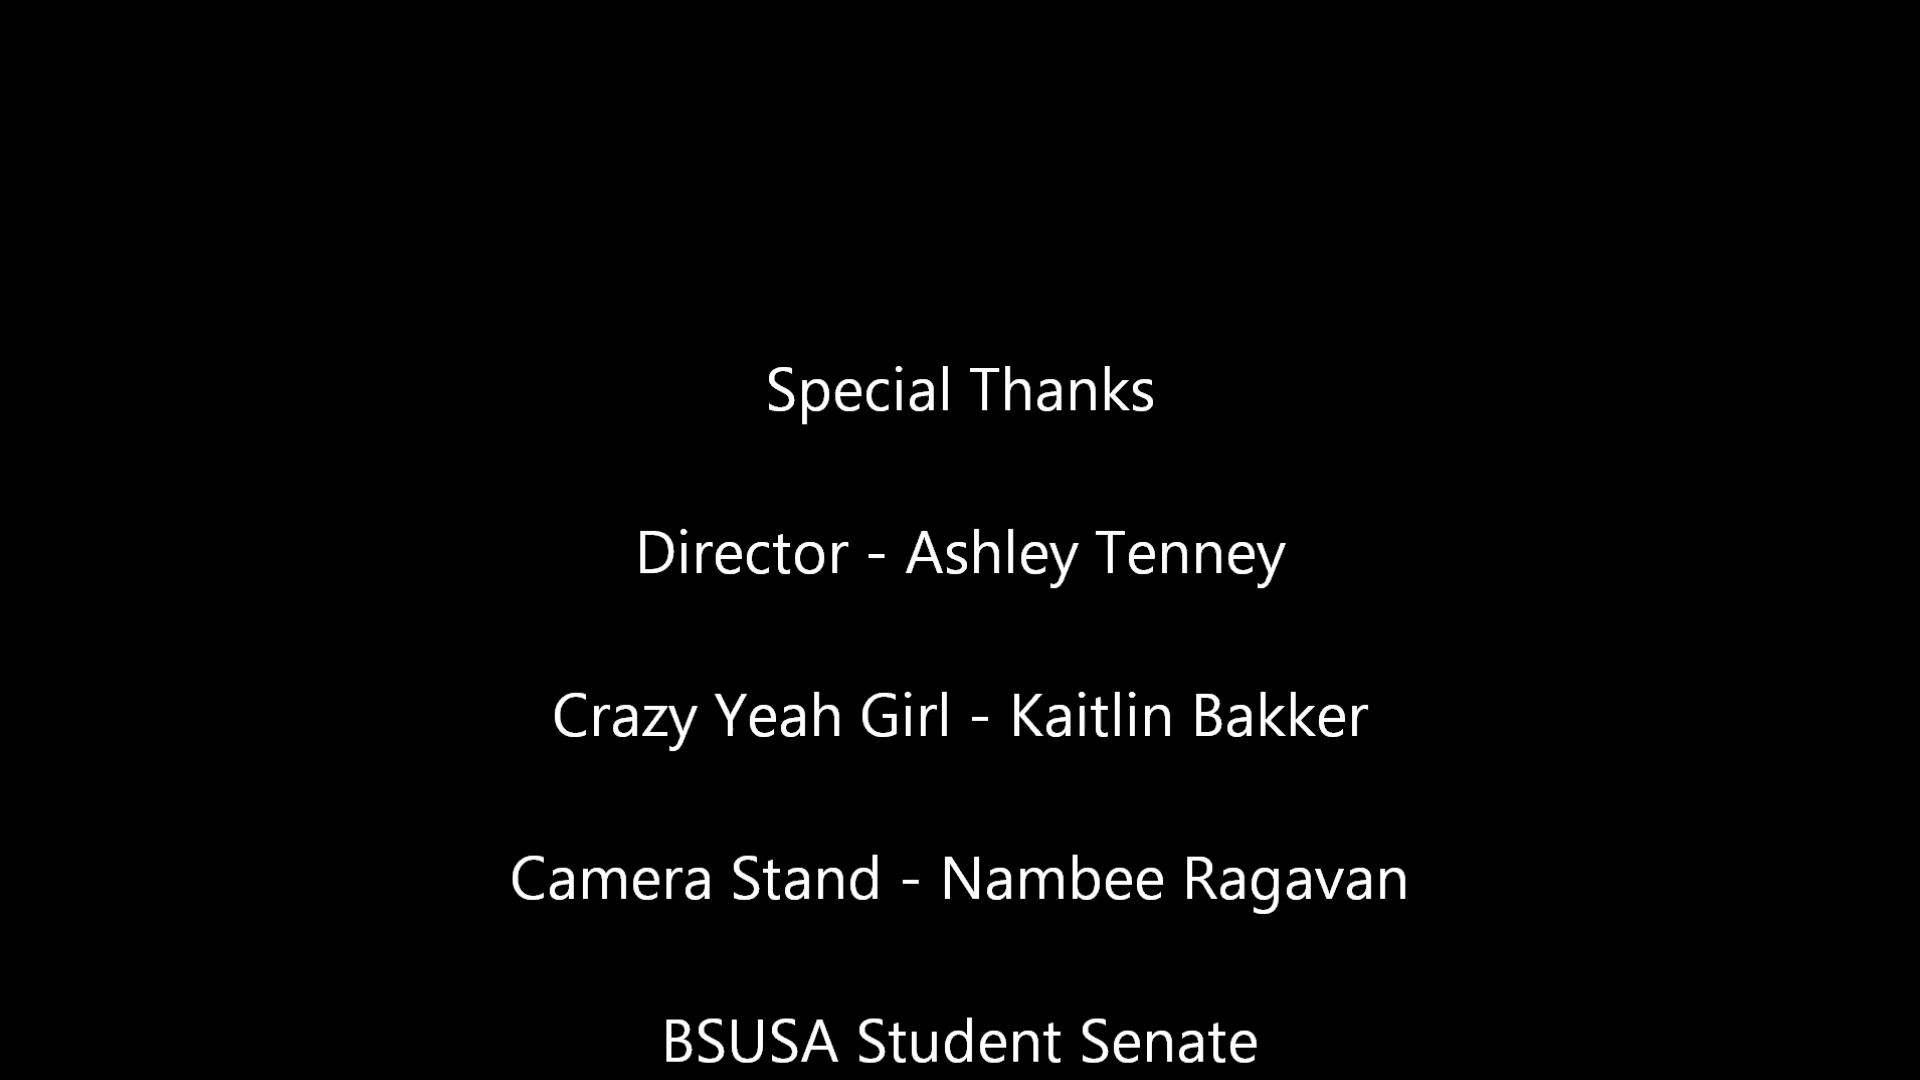 Special Thanks
Director - Ashley Tenney
Crazy Yeah Girl - Kaitlin Bakker
Camera Stand - Nambee Ragavan
BSUSA Student Senate